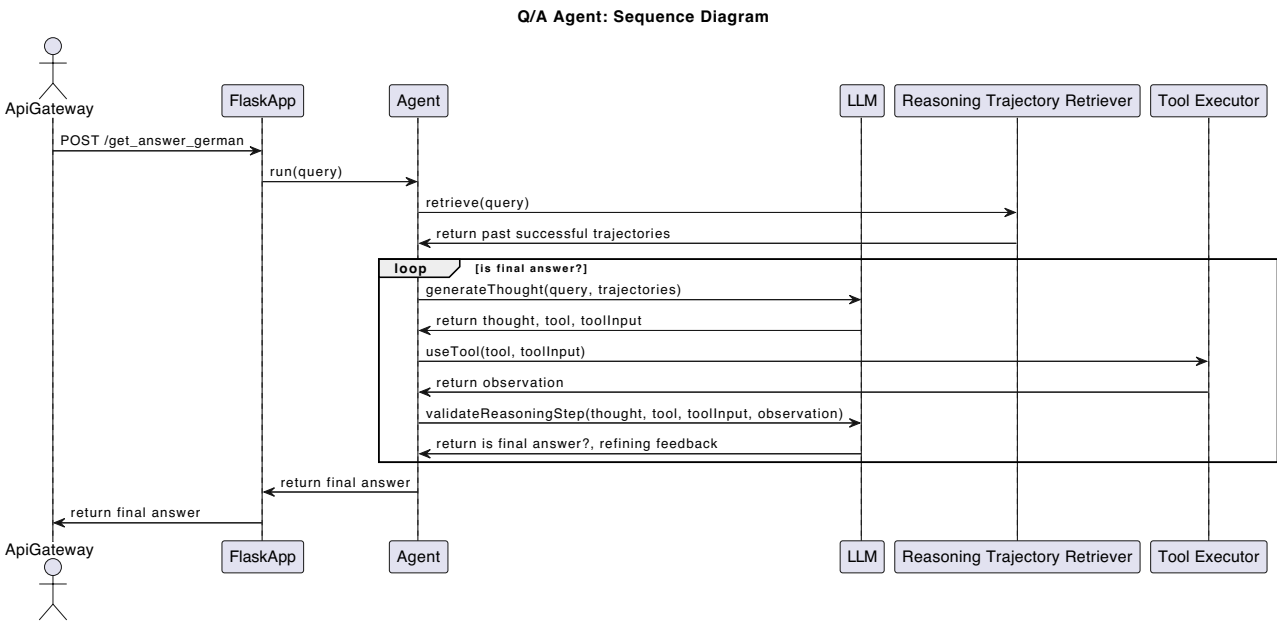 Q/A Agent: Sequence Diagram
ApiGateway
FlaskApp
Agent
LLM
Reasoning Trajectory Retriever
Tool Executor
POST /get_answer_german
run(query)
retrieve(query)
return past successful trajectories
loop [is final answer?]
generateThought(query, trajectories)
return thought, tool, toolInput
useTool(tool, toolInput)
return observation
validateReasoningStep(thought, tool, toolInput, observation)
return is final answer?, refining feedback
return final answer
return final answer
ApiGateway
FlaskApp
Agent
LLM
Reasoning Trajectory Retriever
Tool Executor